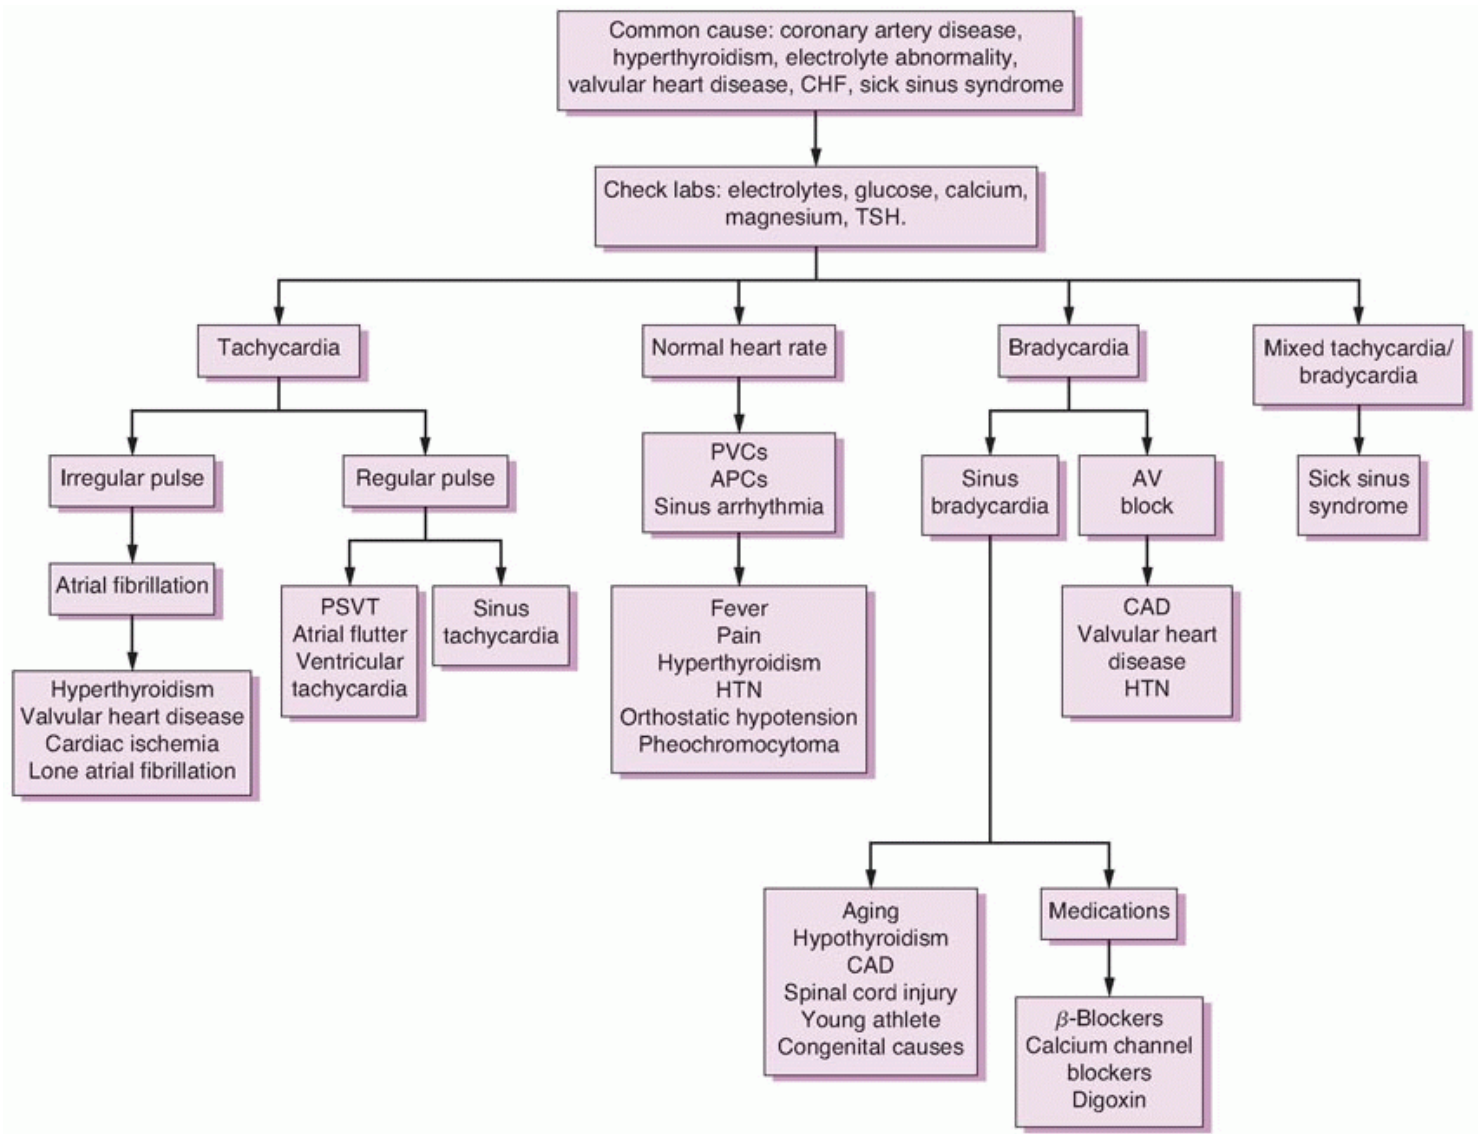 Common cause: coronary artery disease,
hyperthyroidism, electrolyte abnormality,
valvular heart disease, CHF, sick sinus syndrome
Check labs: electrolytes, glucose, calcium,
magnesium, TSH.
Tachycardia
Normal heart rate
Bradycardia
Mixed tachycardia/
bradycardia
Irregular pulse
Regular pulse
PVCs
APCs
Sinus arrhythmia
Sinus
bradycardia
AV
block
Sick sinus
syndrome
Atrial fibrillation
PSVT
Atrial flutter
Ventricular
tachycardia
Sinus
tachycardia
Fever
Pain
Hyperthyroidism
HTN
Orthostatic hypotension
Pheochromocytoma
CAD
Valvular heart
disease
HTN
Hyperthyroidism
Valvular heart disease
Cardiac ischemia
Lone atrial fibrillation
Aging
Hypothyroidism
CAD
Spinal cord injury
Young athlete
Congenital causes
Medications
β-Blockers
Calcium channel
blockers
Digoxin